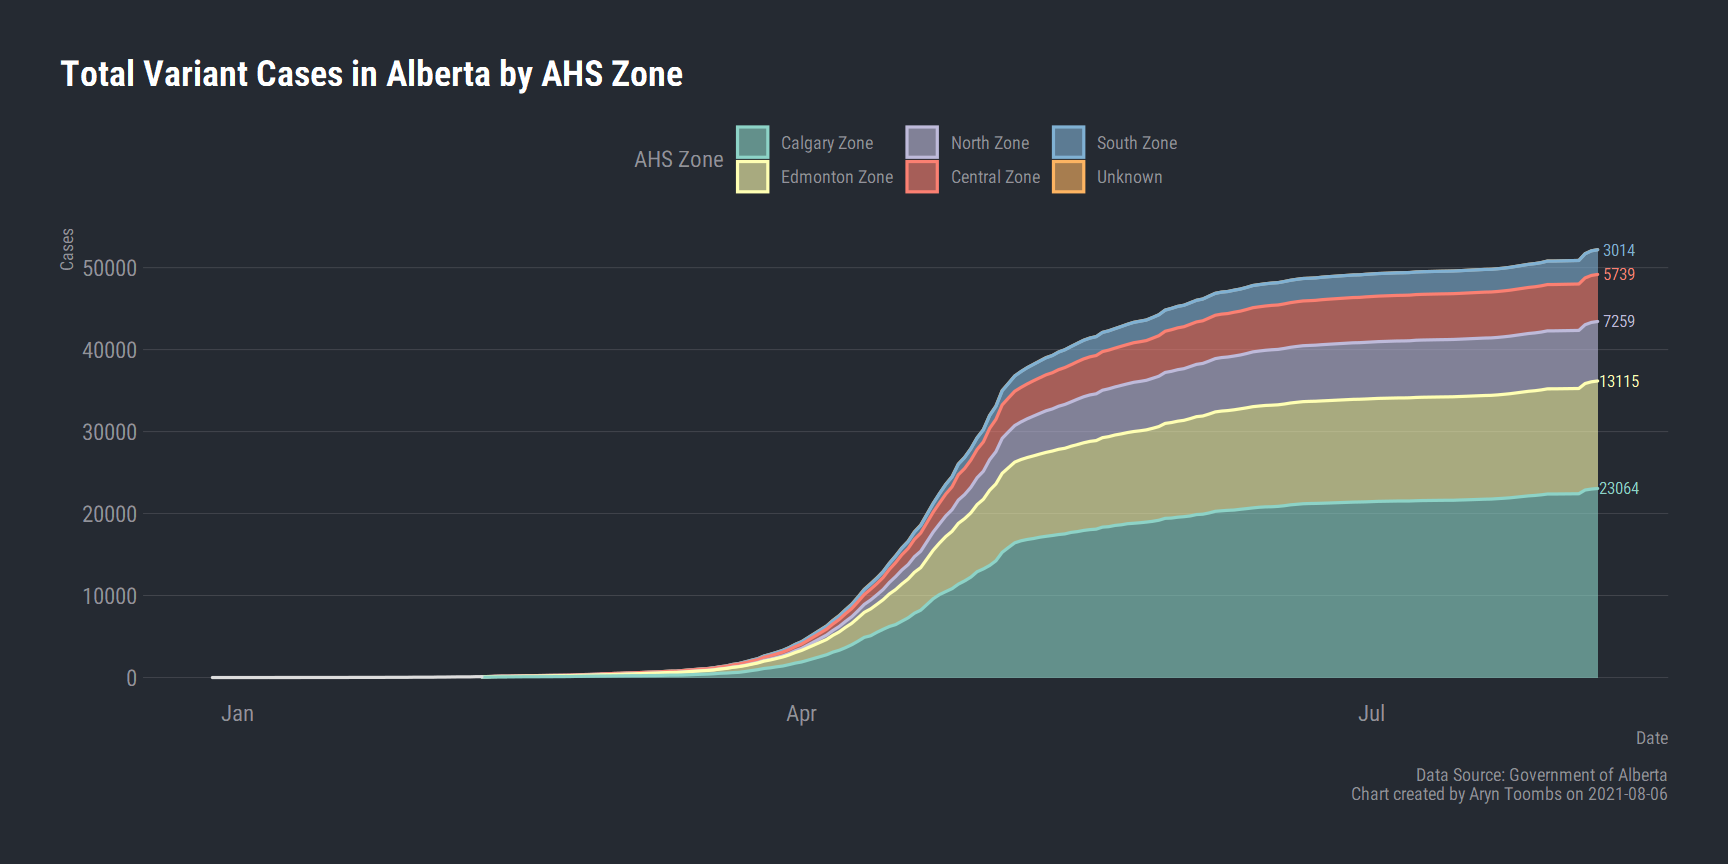 Total Variant Cases in Alberta by AHS Zone
AHS Zone
Calgary Zone
North Zone
South Zone
Edmonton Zone
Central Zone
Unknown
Cases
50000
40000
30000
20000
10000
0
3014
5739
7259
13115
23064
Jan
Apr
Jul
Date
Data Source: Government of Alberta
Chart created by Aryn Toombs on 2021-08-06